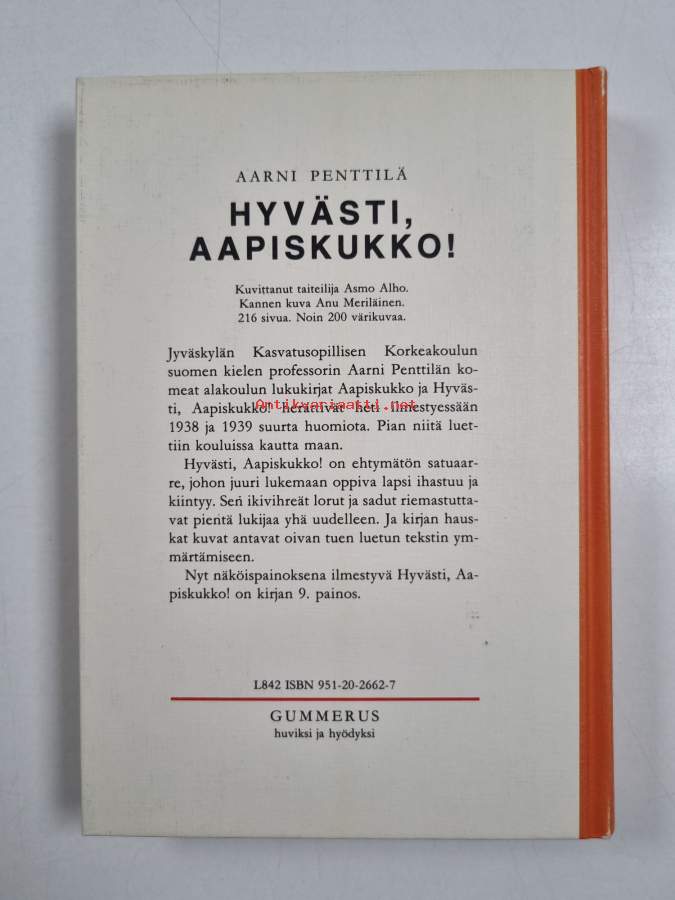 AARNI PENTTILÄ
HYVÄSTI,
AAPISKUKKO!
Kuvittanut taiteilija Asmo Alho.
Kannen kuva Anu Meriläinen.
216 sivua. Noin 200 värikuvaa.
Jyväskylän Kasvatusopillisen Korkeakoulun
suomen kielen professorin Aarni Penttilän ko-
meat alakoulun lukukirjat Aapiskukko ja Hyväs-
ti, Aapiskukko! herättivät heti ilmestyessään
Antikvariaatti.net
1938 ja 1939 suurta huomiota. Pian niitä luet-
tiin kouluissa kautta maan.
Hyvästi, Aapiskukko! on ehtymätön satuaar-
re, johon juuri lukemaan oppiva lapsi ihastuu ja
kiintyy. Sen ikivihreät lorut ja sadut riemastutta-
vat pientä lukijaa yhä uudelleen. Ja kirjan haus-
kat kuvat antavat oivan tuen luetun tekstin ym-
märtämiseen.
Nyt näköispainoksena ilmestyvä Hyvästi, Aa-
piskukko! on kirjan 9. painos.
L842 ISBN 951-20-2662-7
GUMMERUS
huviksi ja hyödyksi